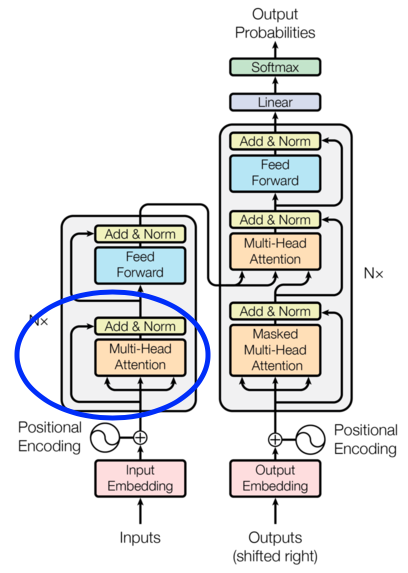 Output
Probabilities
Softmax
Linear
Add & Norm
Feed
Forward
Add & Norm
Multi-Head
Attention
Nx
Add & Norm
Masked
Multi-Head
Attention
Add & Norm
Feed
Forward
Nx
Add & Norm
Multi-Head
Attention
Positional
Encoding
Positional
Encoding
Input
Embedding
Output
Embedding
Inputs
Outputs
(shifted right)